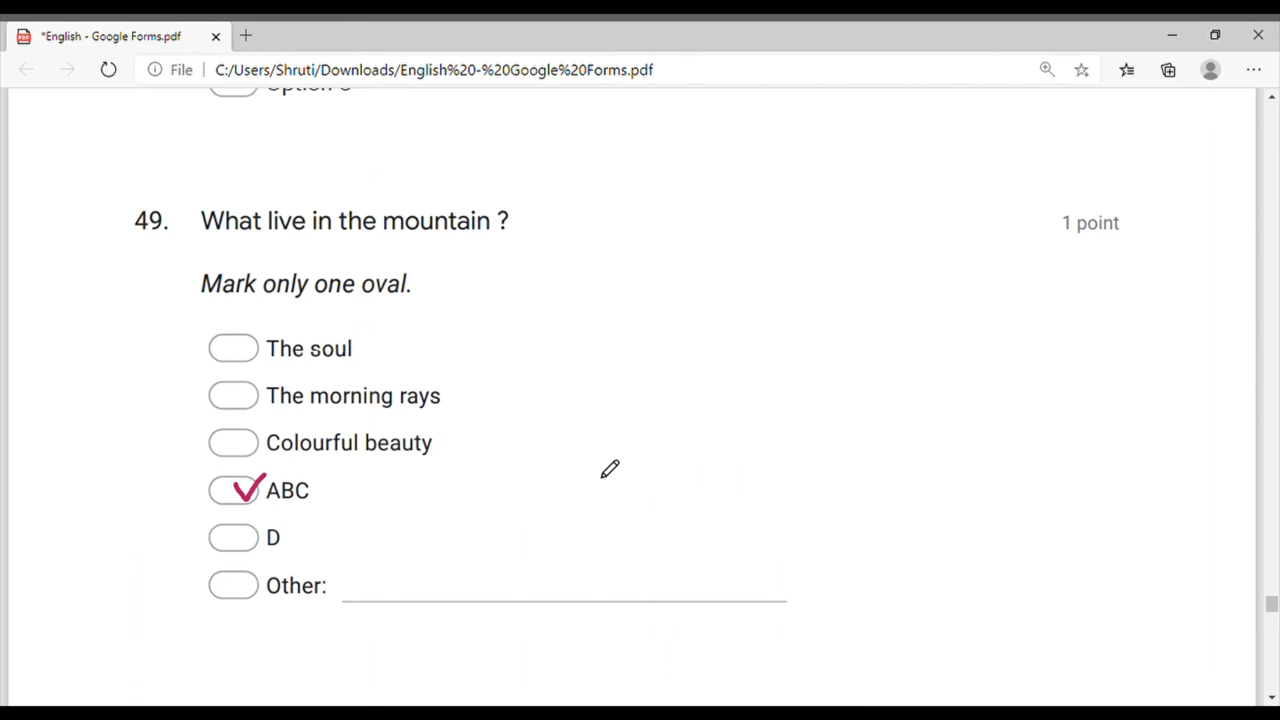 *English - Google Forms.pdf
File | C:/Users/Shruti/Downloads/English%20-%20Google%20Forms.pdf
49. What live in the mountain ? 1 point
Mark only one oval.
The soul
The morning rays
Colourful beauty
ABC
D
Other: